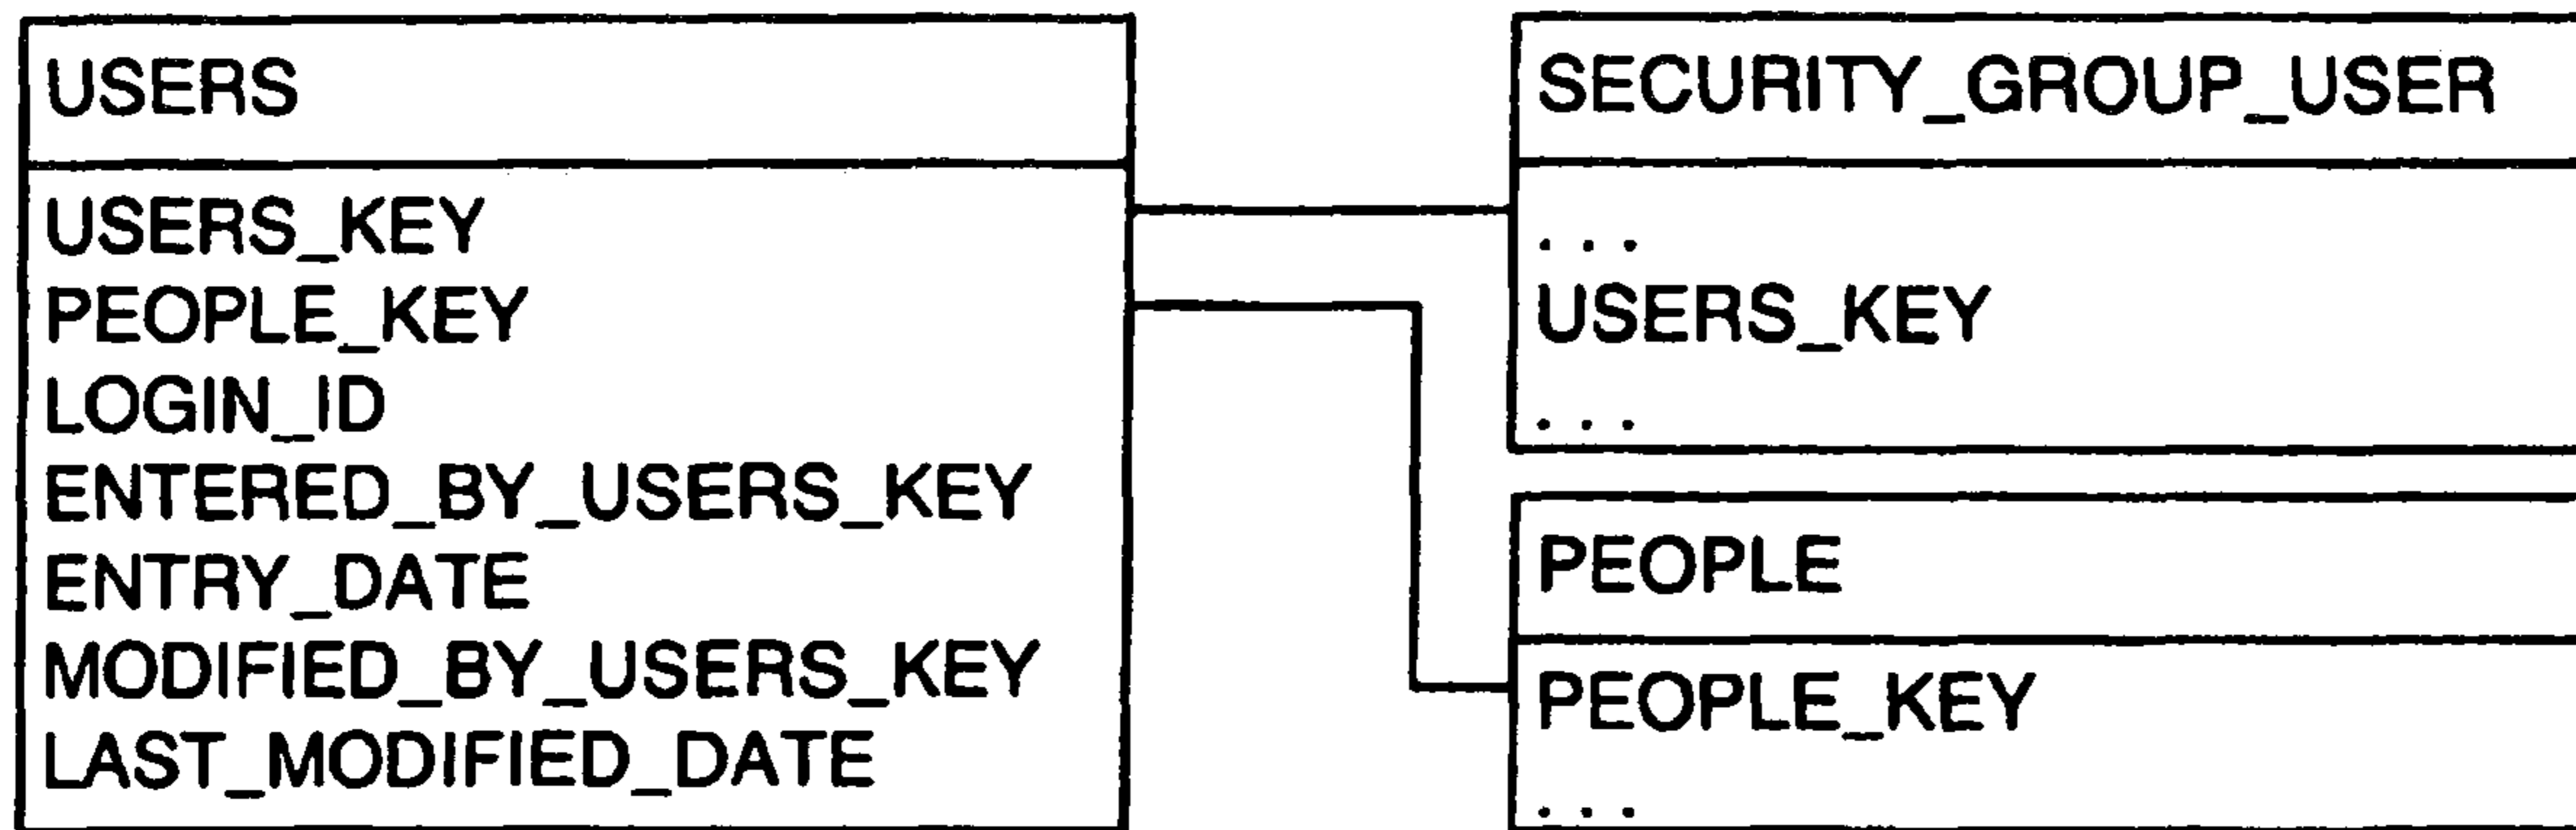 USERS
USERS_KEY
PEOPLE_KEY
LOGIN_ID
ENTERED_BY_USERS_KEY
ENTRY_DATE
MODIFIED_BY_USERS_KEY
LAST_MODIFIED_DATE
SECURITY_GROUP_USER
. . .
USERS_KEY
. . .
PEOPLE
PEOPLE_KEY
. . .